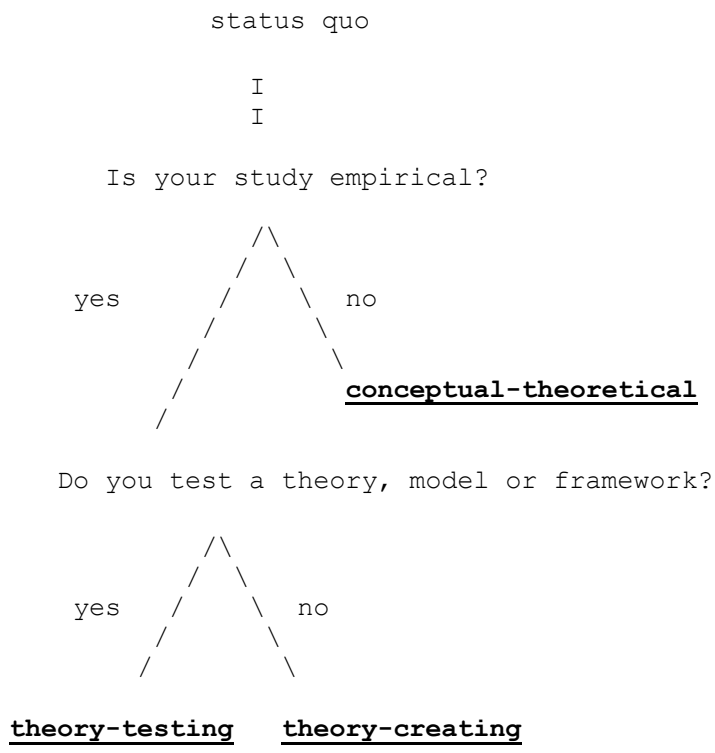 status quo
I
I
Is your study empirical?
/\
/ \
yes / \ no
/ \
/ \
/ conceptual-theoretical
/
Do you test a theory, model or framework?
/\
/ \
yes / \ no
/ \
/ \
theory-testing theory-creating